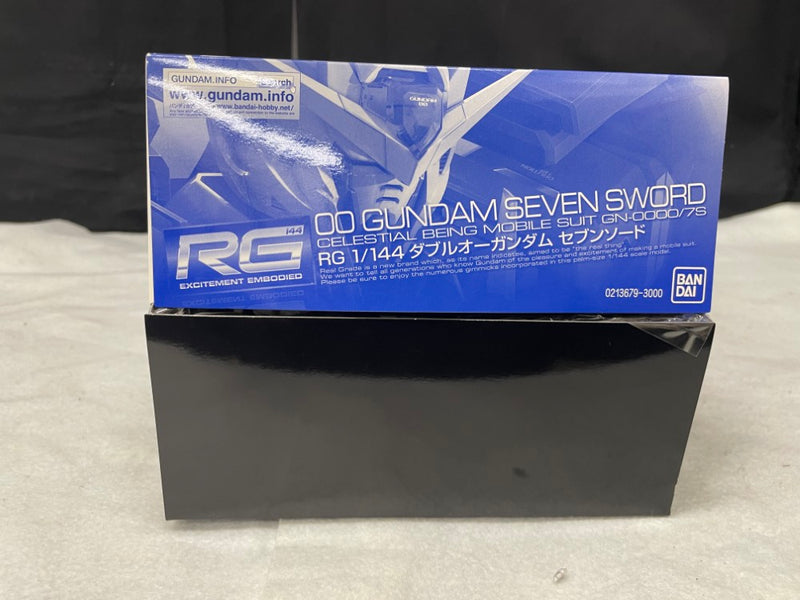 GUNDAM.INFO
www.gundam.info
www.bandai-hobby.net/
GUNDAM
00
00 GUNDAM SEVEN SWORD
CELESTIAL BEING MOBILE SUIT GN-0000/7S
144
RG
EXCITEMENT EMBODIED
RG 1/144 ダブルオーガンダム セブンソード
Real Grade is a new brand which, as its name indicates, aimed to be "the real thing".
We want to tell all generations who know Gundam of the pleasure and excitement of making a mobile suit.
Please be sure to enjoy the numerous gimmicks incorporated in this palm-size 1/144 scale model.
0213679-3000
BAN
DAI